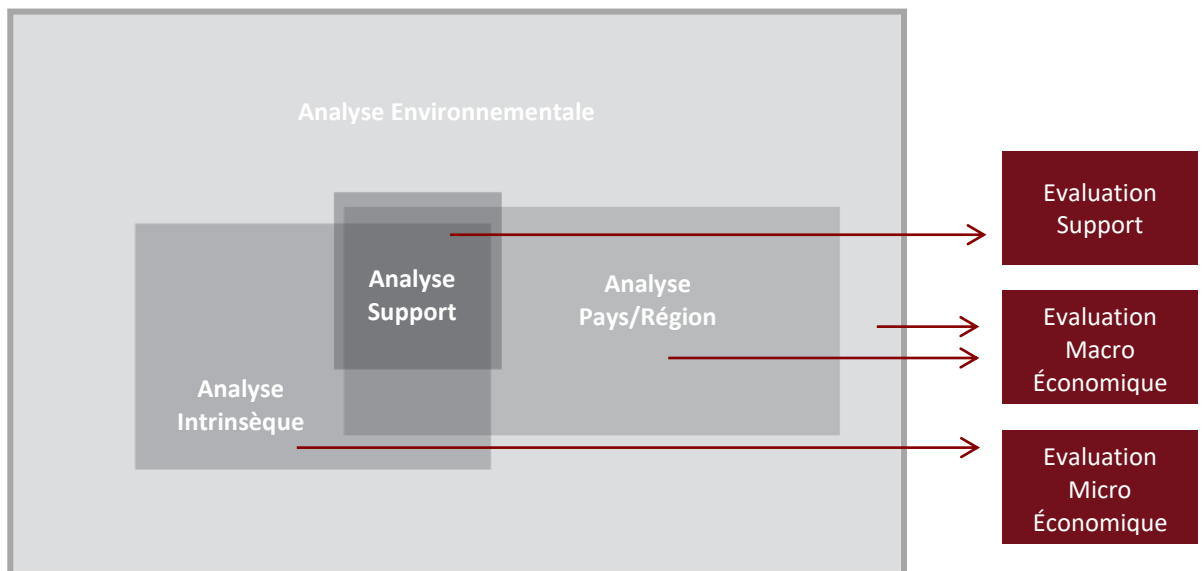 Analyse Environnementale
Analyse
Support
Analyse
Pays/Région
Analyse
Intrinsèque
Evaluation
Support
Evaluation
Macro
Économique
Evaluation
Micro
Économique